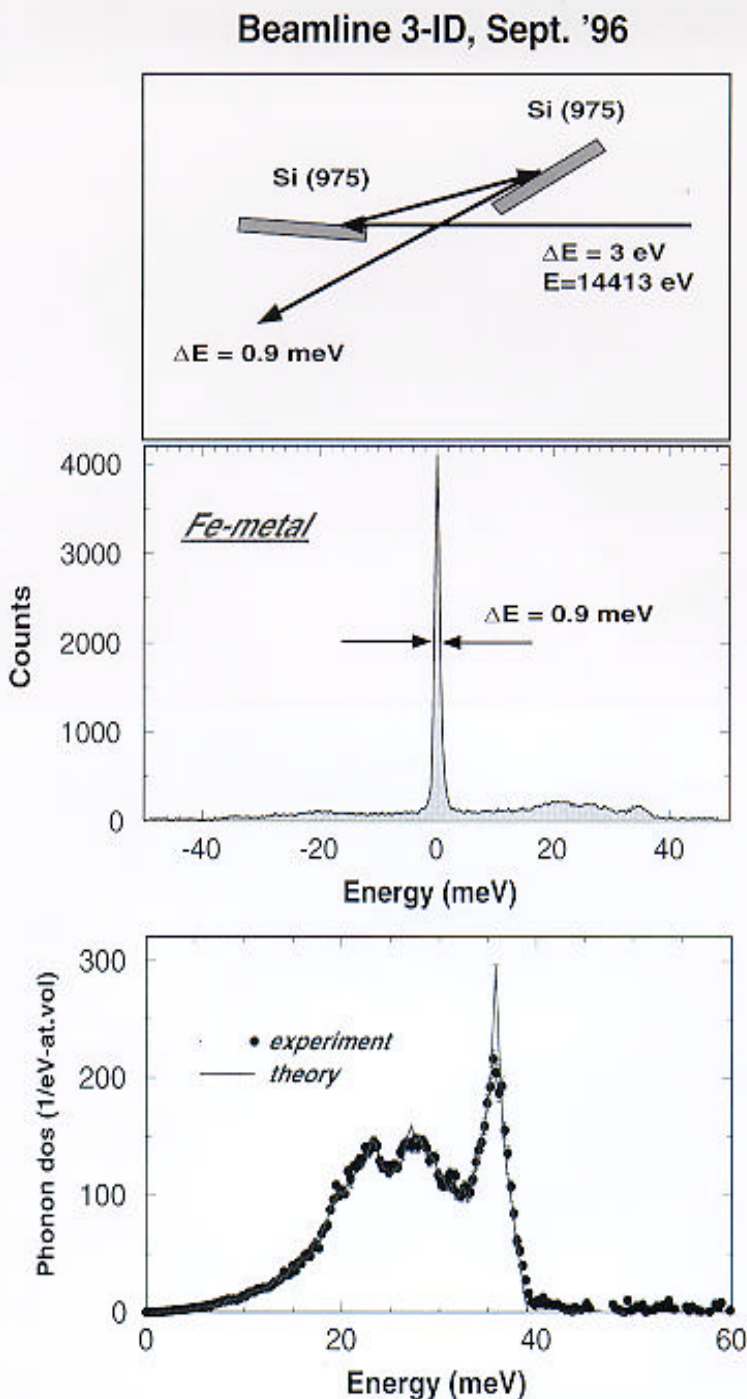 Beamline 3-ID, Sept. '96
Si (975)
Si (975)
ΔE = 3 eV
E=14413 eV
ΔE = 0.9 meV
4000
3000
2000
1000
0
Counts
Fe-metal
ΔE = 0.9 meV
-40 -20 0 20 40
Energy (meV)
300
200
100
0
Phonon dos (1/eV-at.vol)
experiment
theory
0 20 40 60
Energy (meV)